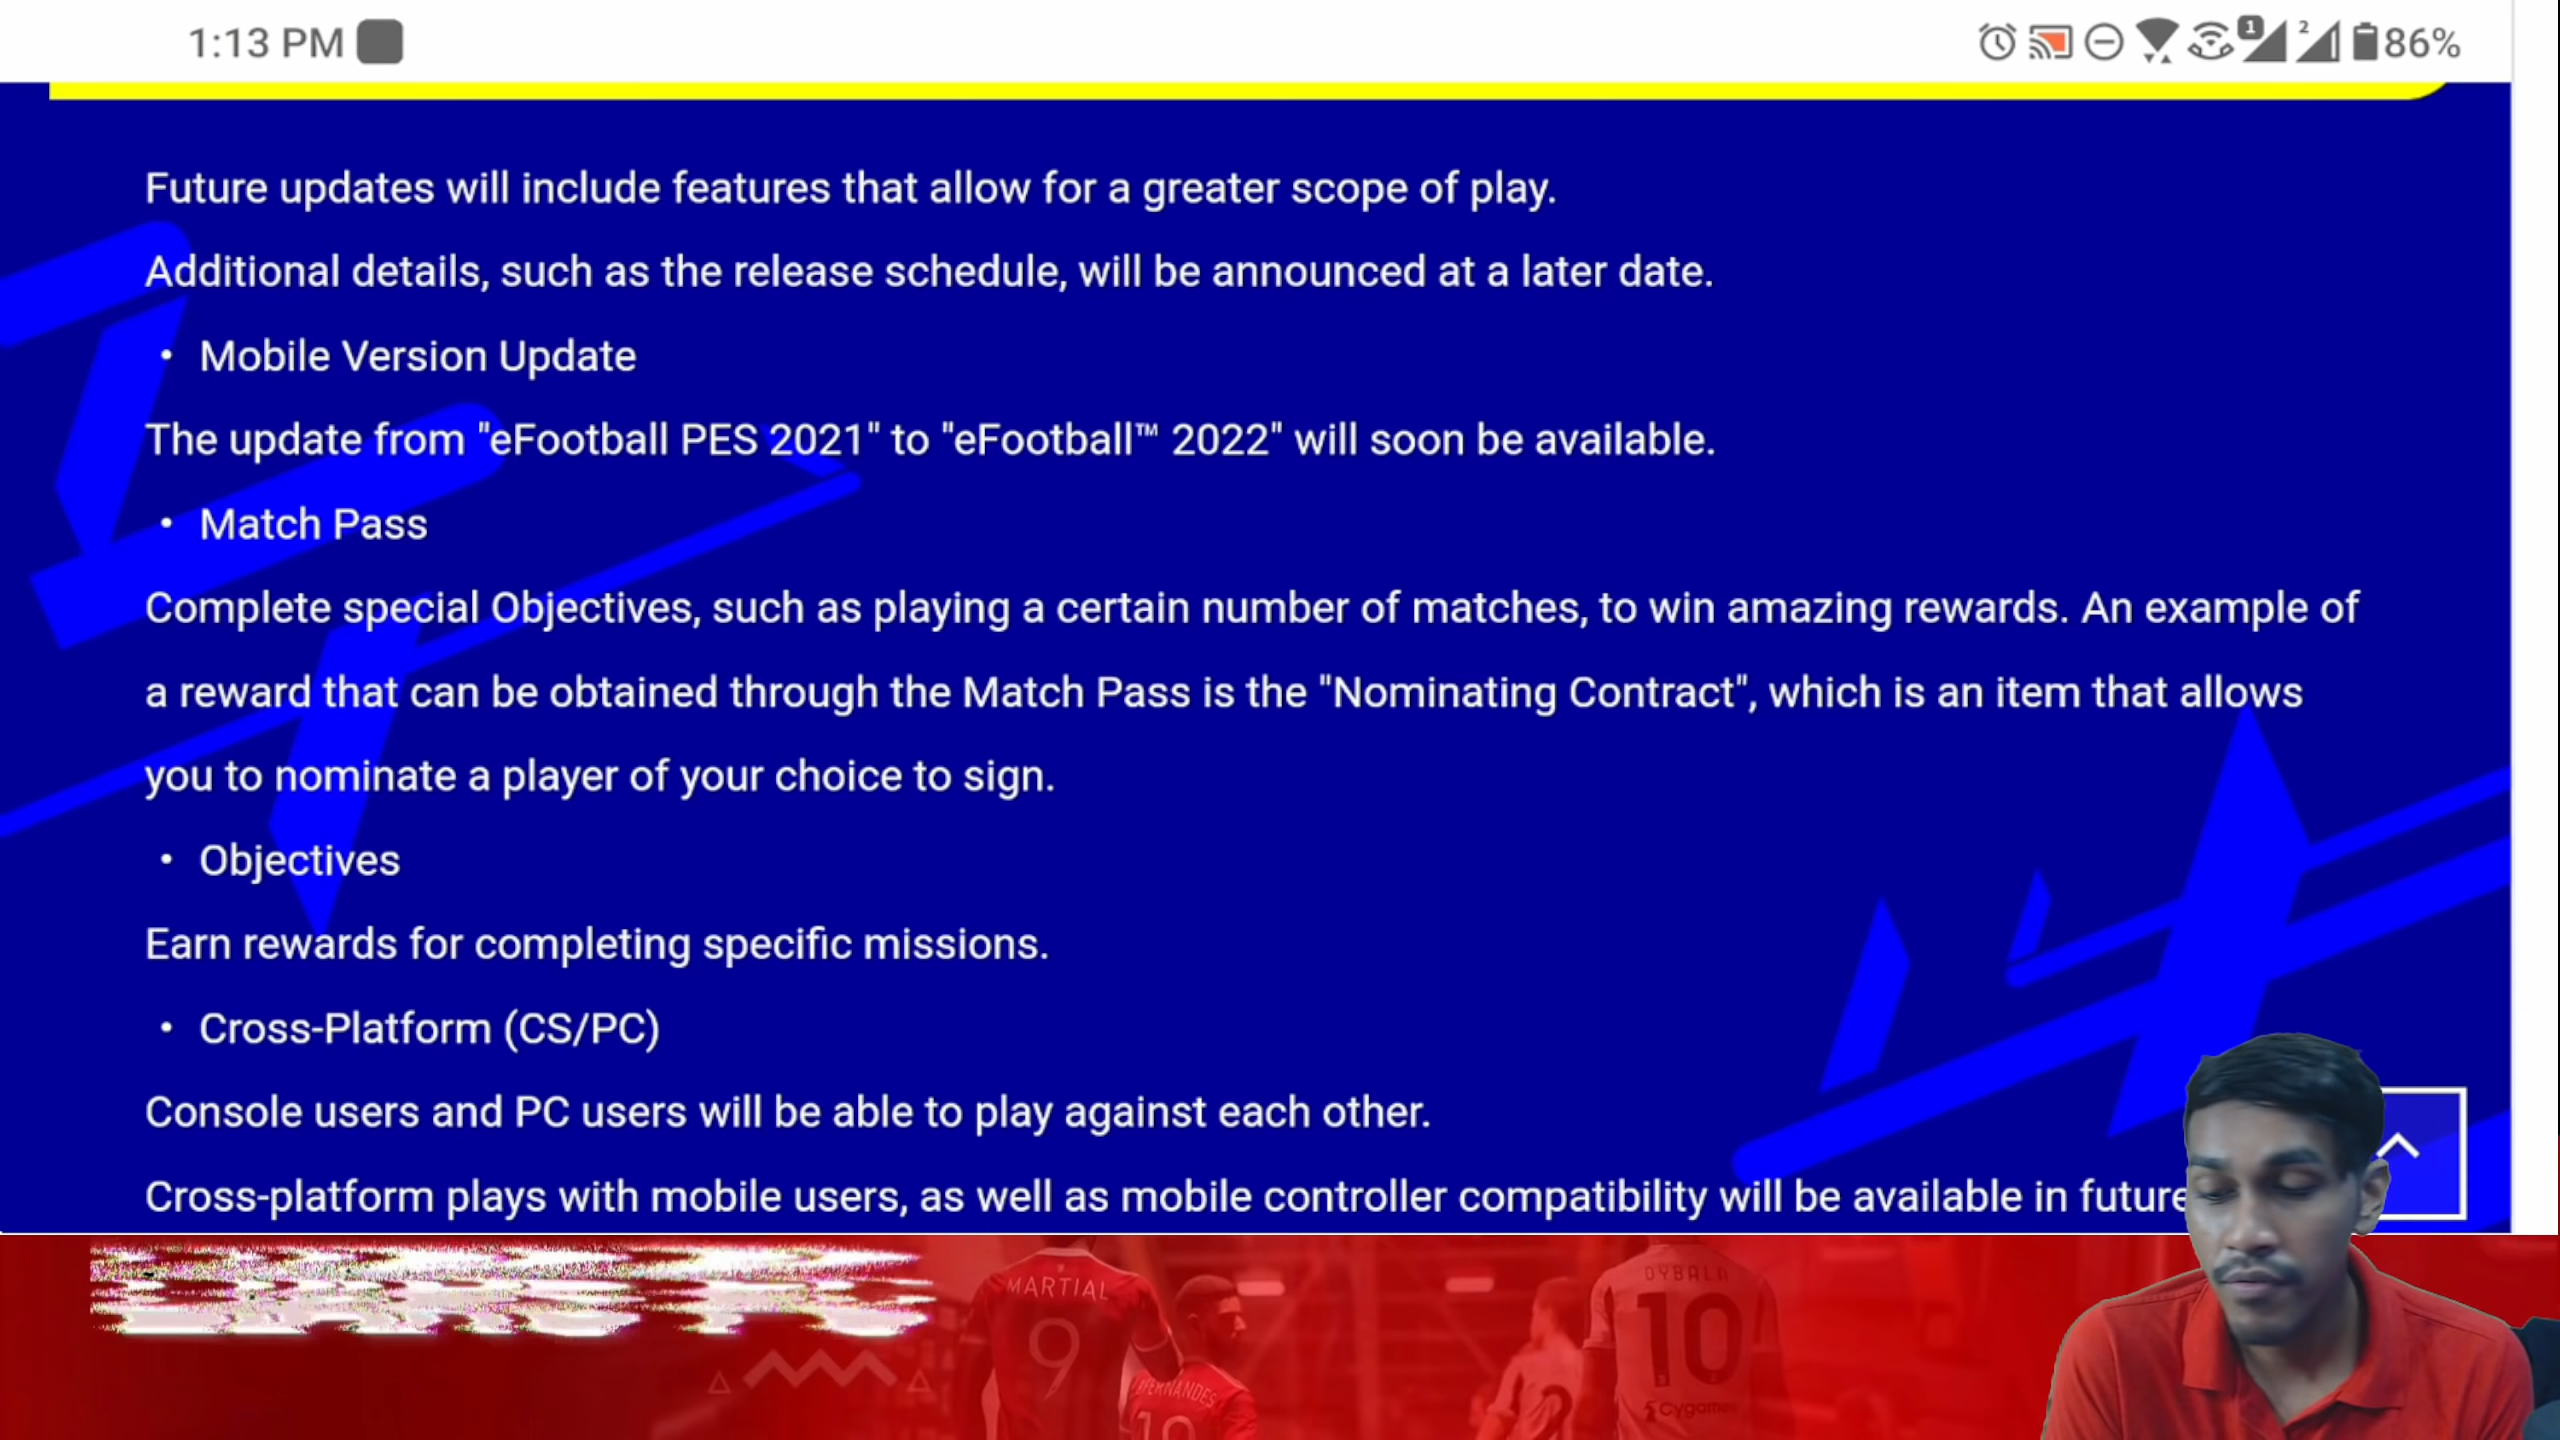 1:13 PM
1 2 86%
Future updates will include features that allow for a greater scope of play.
Additional details, such as the release schedule, will be announced at a later date.
• Mobile Version Update
The update from "eFootball PES 2021" to "eFootball™ 2022" will soon be available.
• Match Pass
Complete special Objectives, such as playing a certain number of matches, to win amazing rewards. An example of
a reward that can be obtained through the Match Pass is the "Nominating Contract", which is an item that allows
you to nominate a player of your choice to sign.
• Objectives
Earn rewards for completing specific missions.
• Cross-Platform (CS/PC)
Console users and PC users will be able to play against each other.
Cross-platform plays with mobile users, as well as mobile controller compatibility will be available in future
MARTIAL
9
DYBALA
10
Cygames